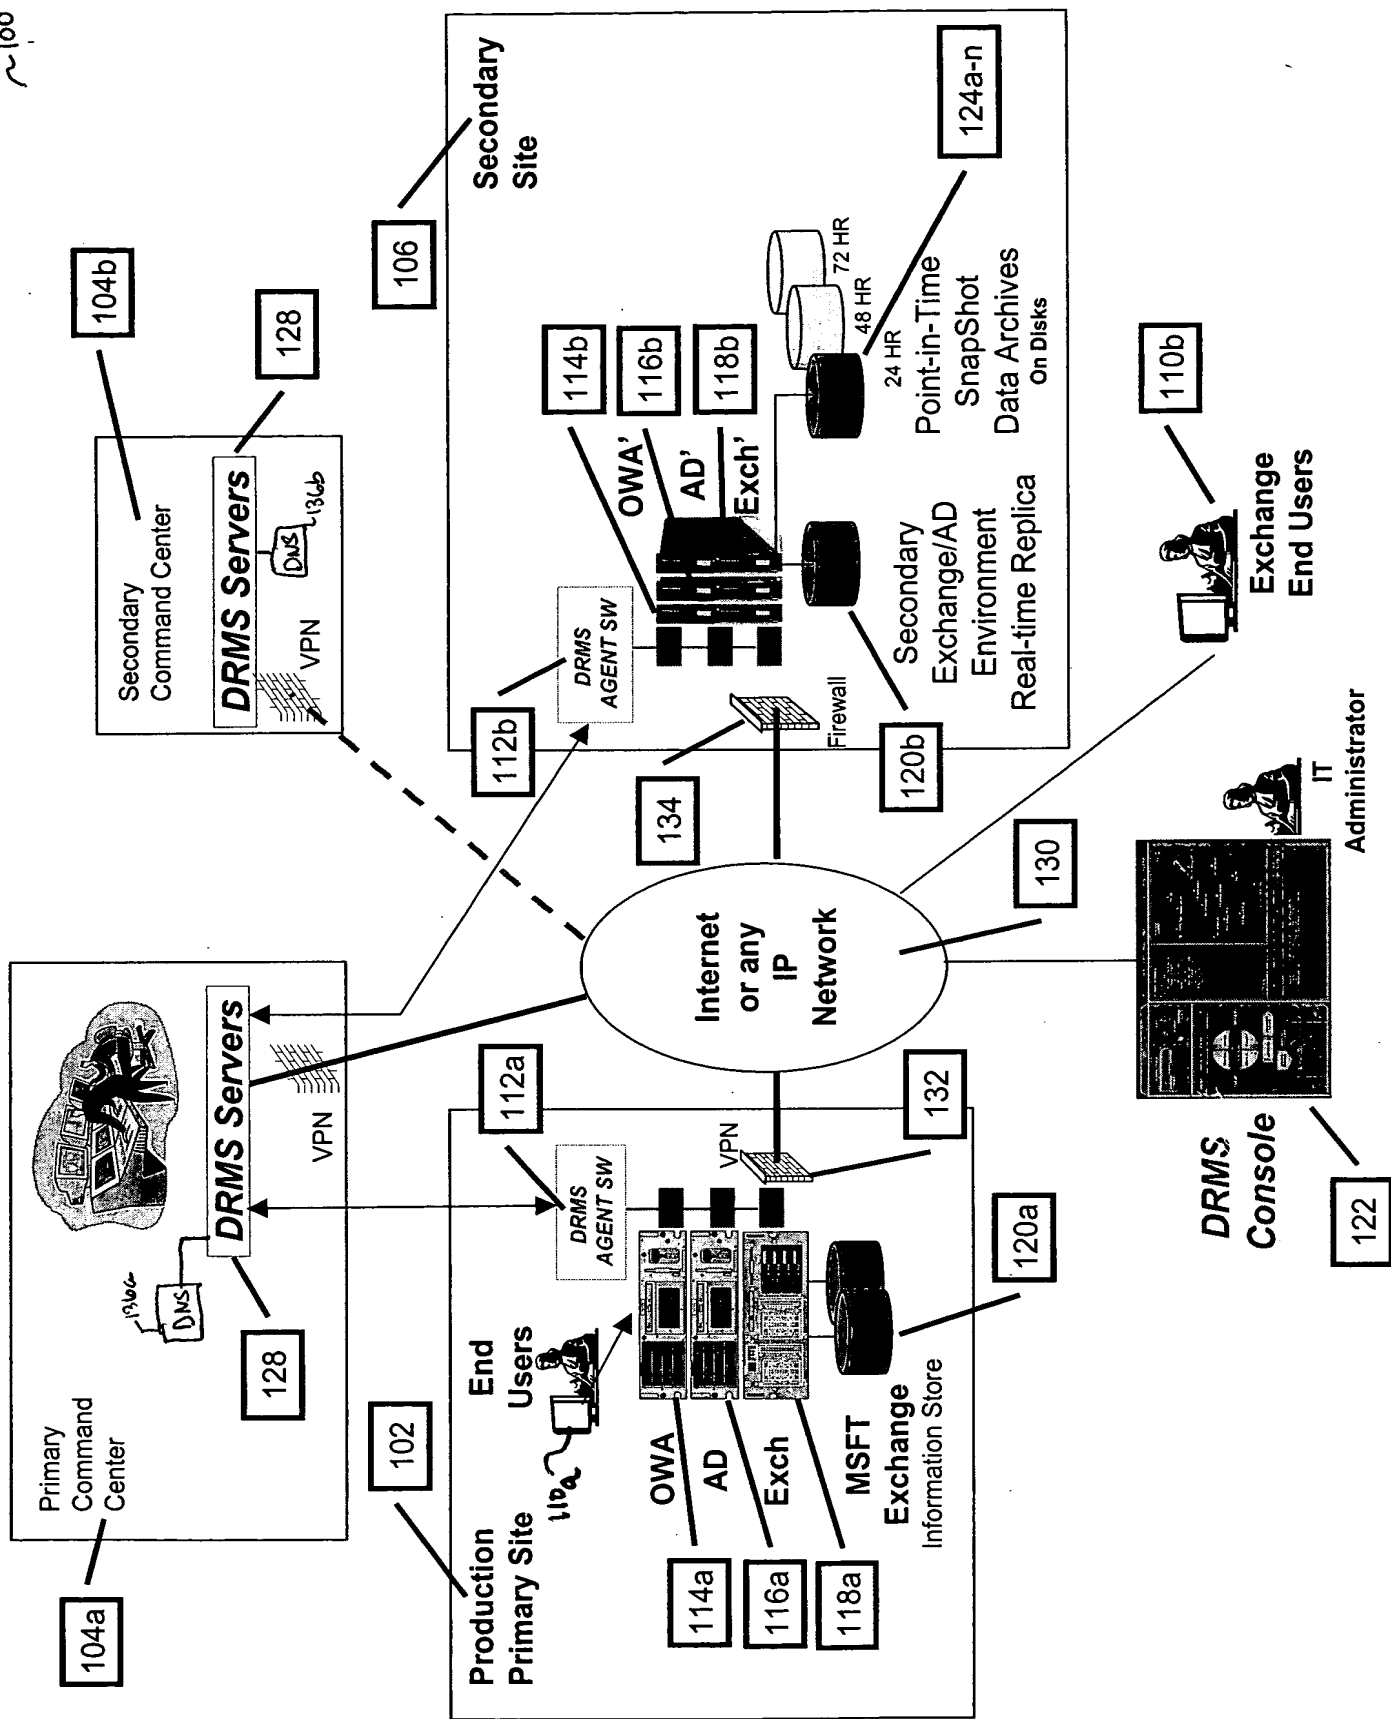 ~100
104a
Primary
Command
Center
136a
DNS
128
DRMS Servers
VPN
104b
Secondary
Command Center
128
DRMS Servers
DNS
136b
VPN
102
Production
Primary Site
End
Users
110a
112a
DRMS
AGENT SW
OWA
AD
Exch
114a
116a
118a
MSFT
Exchange
Information Store
VPN
132
120a
Internet
or any
IP
Network
130
106
Secondary
Site
112b
DRMS
AGENT SW
114b
116b
118b
OWA'
AD'
Exch'
134
Firewall
120b
Secondary
Exchange/AD
Environment
Real-time Replica
24 HR
48 HR
72 HR
Point-in-Time
SnapShot
Data Archives
On Disks
124a-n
110b
Exchange
End Users
DRMS
Console
122
IT
Administrator